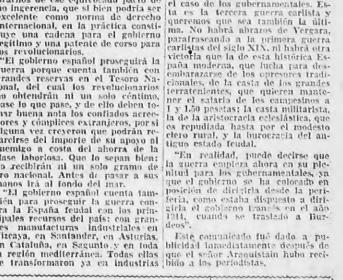 no ingerencia, que si bien podría ser
excelente como norma de derecho
internacional, en la práctica consti-
tuye una cadena para el gobierno
legítimo y una patente de corso para
los revolucionarios.
"El gobierno español proseguirá la
guerra porque cuenta también con
grandes reservas en el Tesoro Na-
nal, del cual los revolucionarios
no obtendrán ni un solo céntimo,
pase lo que pase, y de ello deben to-
mar buena nota los confiados acree-
dores y cómplices extranjeros, por si
alguna vez creyeron que podrán re-
sarcirse del importe de su apoyo ni
enemigo a costa del ahorro de la
clase laboriosa. Que lo sepan bien:
no recibirán ni un solo gramo de
oro nacional. Antes de pasar a sus
manos irá al fondo del mar.
"El gobierno español cuenta tam-
bién para proseguir la guerra con-
tra la España feudal con los prin-
cipales recursos del país: con gran-
des manufacturas industriales en
Vizcaya, en Santander, en Asturias,
en Cataluña, en Sagunto y en toda
la región mediterránea. Todas ellas
se transformaron ya en industrias
el caso de los gubernamentales. Es-
ta es la tercera guerra carlista y
queremos que sea también la últi-
ma. No habrá abrazos de Vergara,
parafraseando a la primera guerra
carlista del siglo XIX, ni habrá otra
victoria que la de esta histórica Es-
paña moderna, que lucha para des-
embarazarse de los opresores tradi-
cionales, de la casta de los grandes
terratenientes, que quieren mante-
ner el salario de los campesinos a
1 y 1,50 pesetas; la casta militarista,
la de la aristocracia eclesiástica, que
es repudiada hasta por el modesto
clero rural, y la burocracia del an-
tiguo estado feudal.
"En realidad, puede decirse que
la guerra empieza ahora en su ple-
nitud para los gubernamentales, ya
que el gobierno se ha colocado en
posición de dirigirla desde la peri-
feria, como estaba dispuesto a diri-
girla el gobierno francés en el año
1914, cuando se trasladó a Bur-
deos".
Este comunicado fué dado a pu-
blicidad inmediatamente después de
que el señor Araquistain hubo reci-
bido a los periodistas.